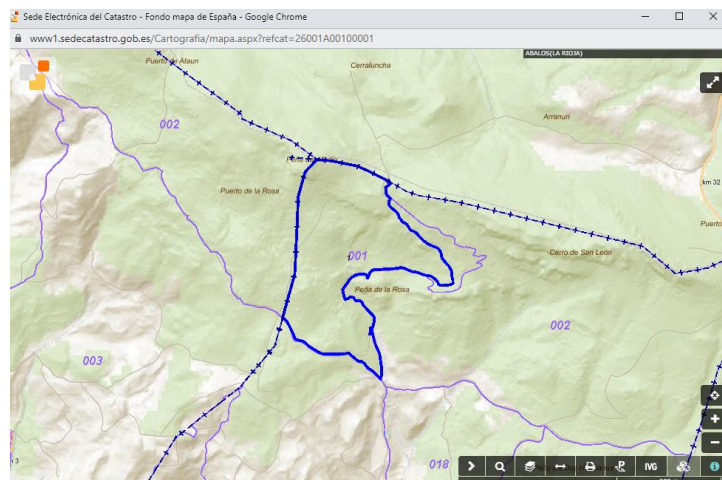 Sede Electrónica del Catastro - Fondo mapa de España - Google Chrome
www1.sedecatastro.gob.es/Cartografia/mapa.aspx?refcat=26001A00100001
ABALOS(LA RIOJA)
Puerto de Ataun
Cerralluncha
Arranuri
002
km 32
Puerto de la Rosa
Puerto
001
Cerro de San León
Peña de la Rosa
002
003
018
IVG